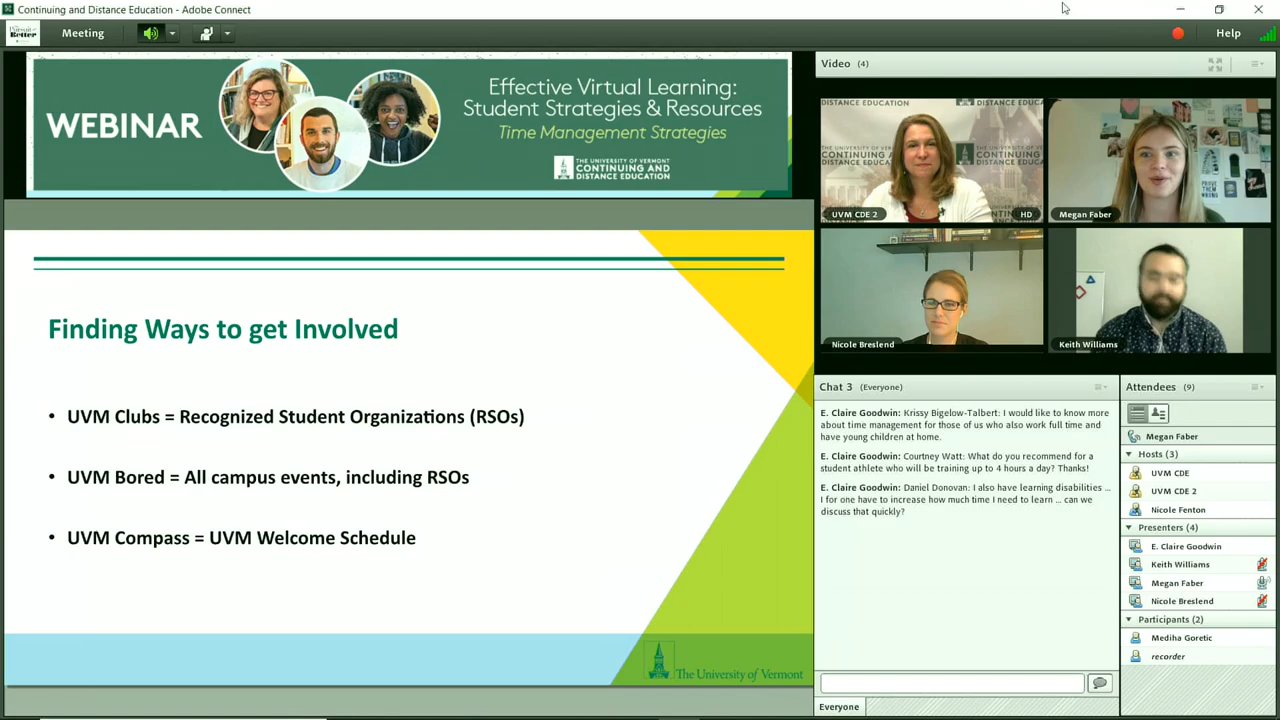 Continuing and Distance Education - Adobe Connect
Pursuit of
Better
Meeting
Help
WEBINAR
Effective Virtual Learning:
Student Strategies & Resources
Time Management Strategies
THE UNIVERSITY OF VERMONT
CONTINUING AND
DISTANCE EDUCATION
Finding Ways to get Involved
• UVM Clubs = Recognized Student Organizations (RSOs)
• UVM Bored = All campus events, including RSOs
• UVM Compass = UVM Welcome Schedule
The University of Vermont
Video (4)
DISTANCE EDUCATION
UVM CDE 2
HD
PROVE
THEM
WRONG
Megan Faber
Nicole Breslend
Keith Williams
Chat 3 (Everyone)
E. Claire Goodwin: Krissy Bigelow-Talbert: I would like to know more
about time management for those of us who also work full time and
have young children at home.
E. Claire Goodwin: Courtney Watt: What do you recommend for a
student athlete who will be training up to 4 hours a day? Thanks!
E. Claire Goodwin: Daniel Donovan: I also have learning disabilities ...
I for one have to increase how much time I need to learn ... can we
discuss that quickly?
Everyone
Attendees (9)
Megan Faber
Hosts (3)
UVM CDE
UVM CDE 2
Nicole Fenton
Presenters (4)
E. Claire Goodwin
Keith Williams
Megan Faber
Nicole Breslend
Participants (2)
Mediha Goretic
recorder